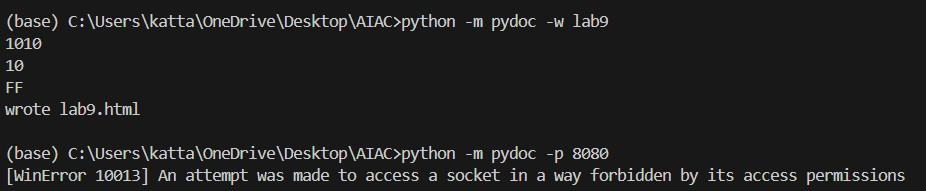 (base) C:\Users\katta\OneDrive\Desktop\AIAC>python -m pydoc -w lab9
1010
10
FF
wrote lab9.html
(base) C:\Users\katta\OneDrive\Desktop\AIAC>python -m pydoc -p 8080
[WinError 10013] An attempt was made to access a socket in a way forbidden by its access permissions